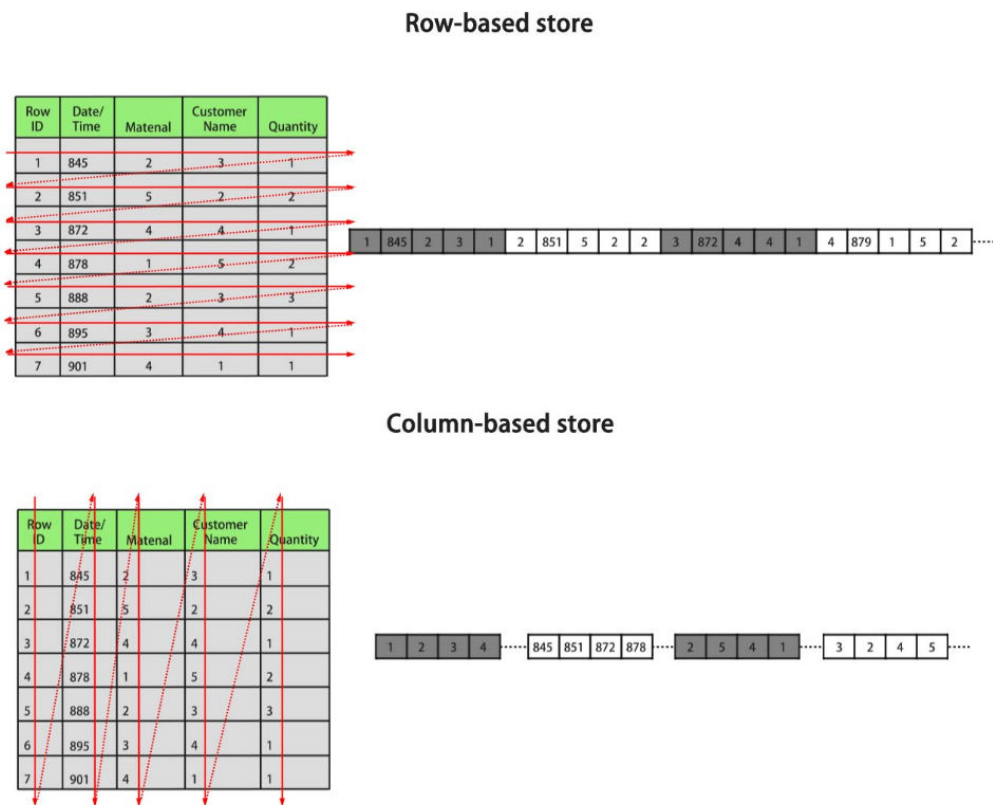 Row-based store
Row ID Date/ Time Matenal Customer Name Quantity
1 845 2 3 1
2 851 5 2 2
3 872 4 4 1
4 878 1 5 2
5 888 2 3 3
6 895 3 4 1
7 901 4 1 1
1 845 2 3 1 2 851 5 2 2 3 872 4 4 1 4 879 1 5 2
Column-based store
Row ID Date/ Time Matenal Customer Name Quantity
1 845 2 3 1
2 851 5 2 2
3 872 4 4 1
4 878 1 5 2
5 888 2 3 3
6 895 3 4 1
7 901 4 1 1
1 2 3 4 845 851 872 878 2 5 4 1 3 2 4 5